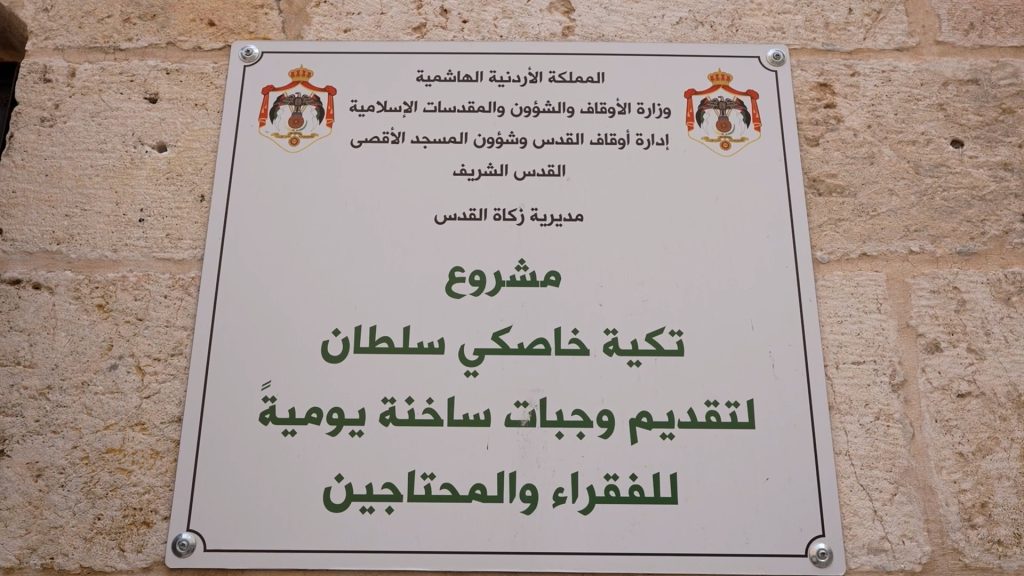 المملكة الأردنية الهاشمية
وزارة الأوقاف والشؤون والمقدسات الإسلامية
إدارة أوقاف القدس وشؤون المسجد الأقصى
القدس الشريف
مديرية زكاة القدس
مشروع
تكية خاصكي سلطان
لتقديم وجبات ساخنة يوميةً
للفقراء والمحتاجين